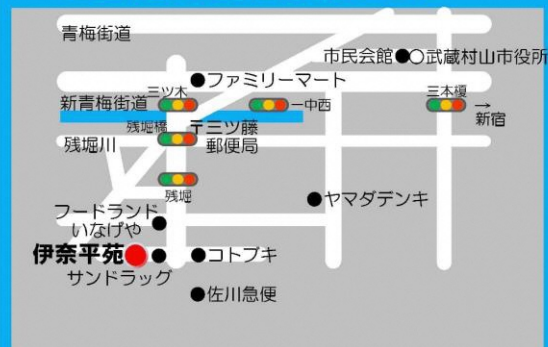 青梅街道
市民会館
武蔵村山市役所
ファミリーマート
三ツ木
三本榎
新青梅街道
一中西
→
新宿
残堀橋
〒三ツ藤
郵便局
残堀川
残堀
ヤマダデンキ
フードランド
いなげや
伊奈平苑
コトブキ
サンドラッグ
佐川急便